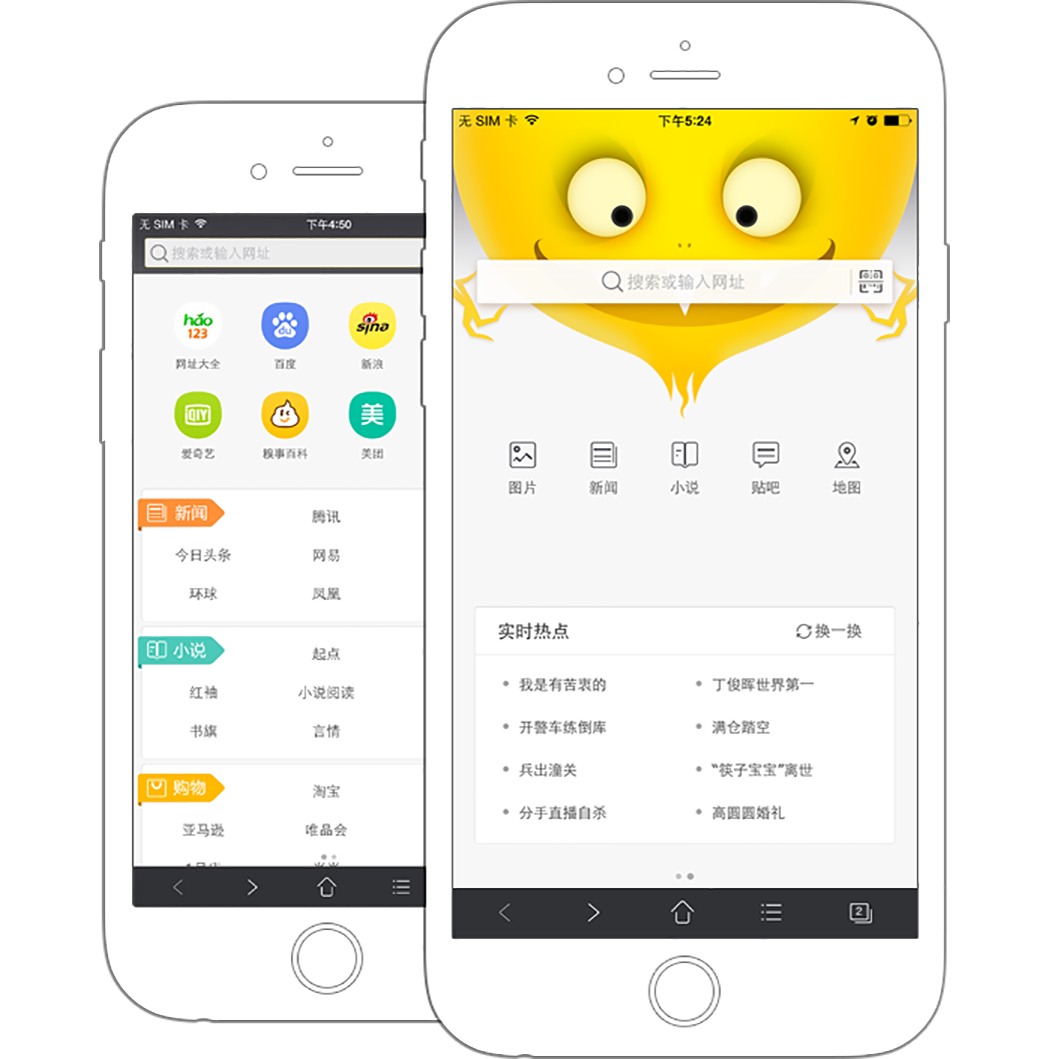 无 SIM 卡
下午4:50
搜索或输入网址
hao
123
du
sina
网址大全
百度
新浪
QIY
美
爱奇艺
糗事百科
美团
新闻
腾讯
今日头条
网易
环球
凤凰
小说
起点
红袖
小说阅读
书旗
言情
购物
淘宝
亚马逊
唯品会
无 SIM 卡
下午5:24
搜索或输入网址
图片
新闻
小说
贴吧
地图
实时热点
换一换
我是有苦衷的
丁俊晖世界第一
开警车练倒库
满仓踏空
兵出潼关
“筷子宝宝”离世
分手直播自杀
高圆圆婚礼
2